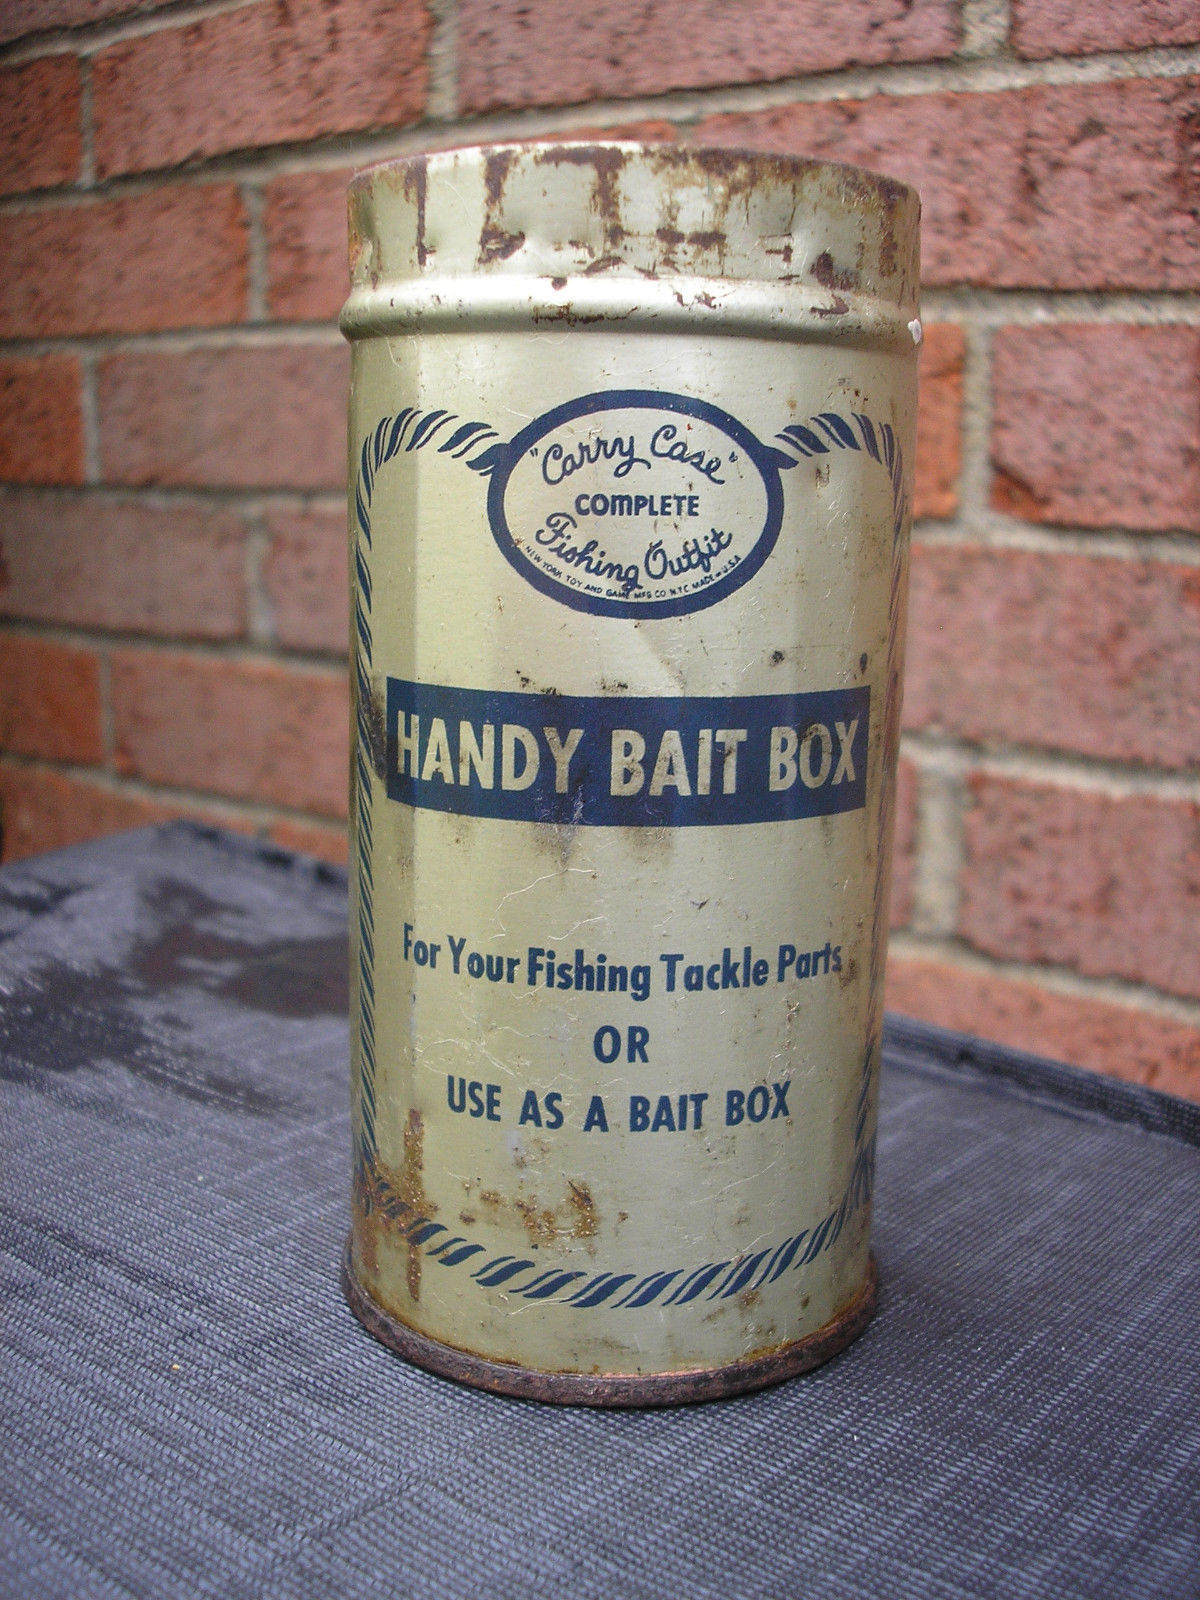 "Carry Case"
COMPLETE
Fishing Outfit
NEW YORK TOY AND GAME MFG CO N.Y.C MADE IN U.S.A
HANDY BAIT BOX
For Your Fishing Tackle Parts
OR
USE AS A BAIT BOX